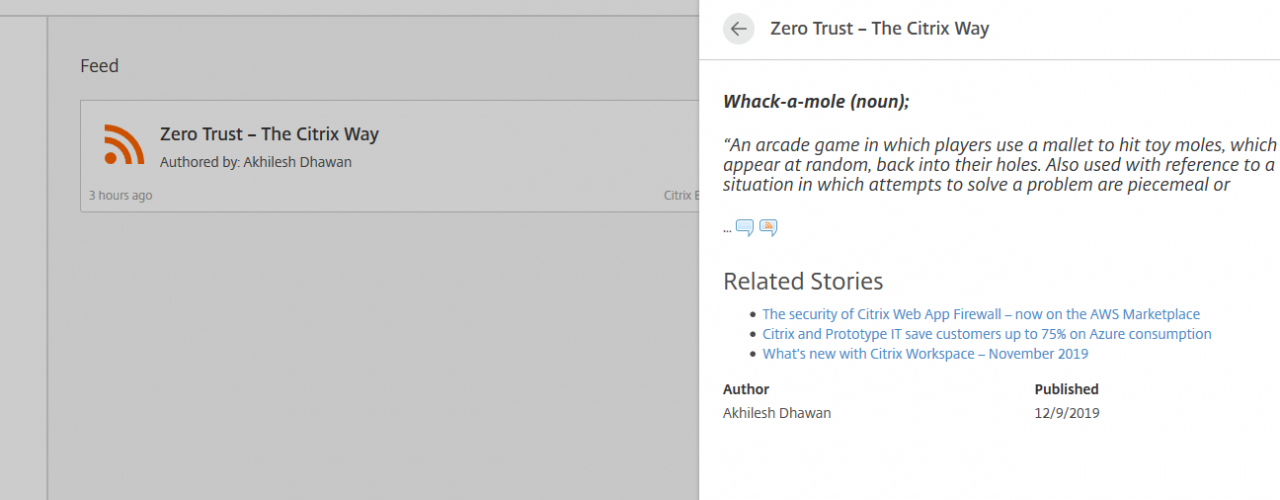 Feed
Zero Trust – The Citrix Way
Authored by: Akhilesh Dhawan
3 hours ago
Citrix
Zero Trust – The Citrix Way
Whack-a-mole (noun);
“An arcade game in which players use a mallet to hit toy moles, which
appear at random, back into their holes. Also used with reference to a
situation in which attempts to solve a problem are piecemeal or
...
Related Stories
• The security of Citrix Web App Firewall – now on the AWS Marketplace
• Citrix and Prototype IT save customers up to 75% on Azure consumption
• What's new with Citrix Workspace – November 2019
Author
Published
Akhilesh Dhawan
12/9/2019